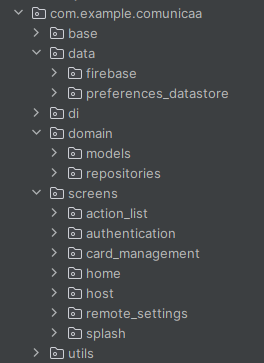 com.example.comunicaa
base
data
firebase
preferences_datastore
di
domain
models
repositories
screens
action_list
authentication
card_management
home
host
remote_settings
splash
utils